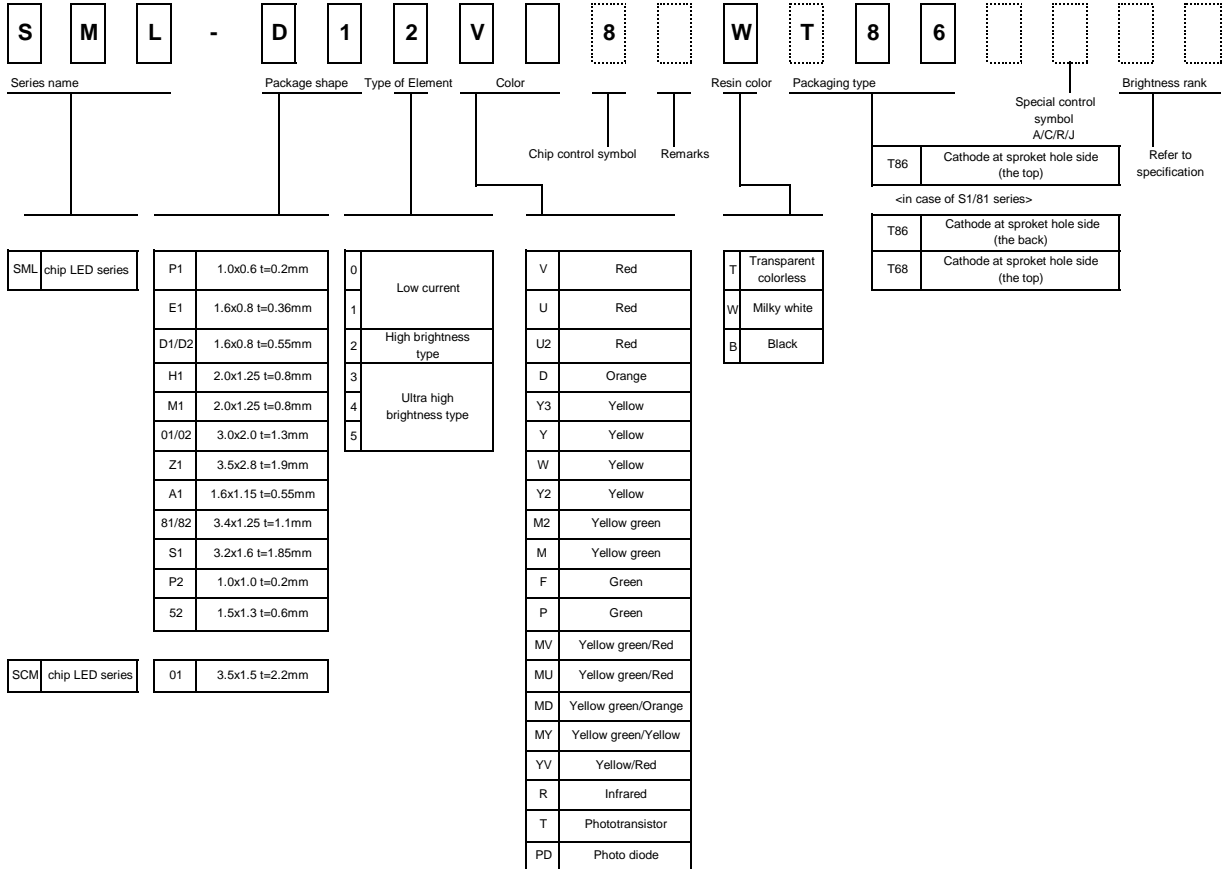 S M L - D 1 2 V 8 W T 8 6
Series name Package shape Type of Element Color Resin color Packaging type Brightness rank
Special control
symbol
A/C/R/J
Chip control symbol Remarks
Refer to
specification
T86 Cathode at sproket hole side
(the top)
<in case of S1/81 series>
T86 Cathode at sproket hole side
(the back)
T68 Cathode at sproket hole side
(the top)
SML chip LED series
P1 1.0x0.6 t=0.2mm
E1 1.6x0.8 t=0.36mm
D1/D2 1.6x0.8 t=0.55mm
H1 2.0x1.25 t=0.8mm
M1 2.0x1.25 t=0.8mm
01/02 3.0x2.0 t=1.3mm
Z1 3.5x2.8 t=1.9mm
A1 1.6x1.15 t=0.55mm
81/82 3.4x1.25 t=1.1mm
S1 3.2x1.6 t=1.85mm
P2 1.0x1.0 t=0.2mm
52 1.5x1.3 t=0.6mm
SCM chip LED series
01 3.5x1.5 t=2.2mm
0
Low current
1
2 High brightness
type
3
4 Ultra high
brightness type
5
V Red
U Red
U2 Red
D Orange
Y3 Yellow
Y Yellow
W Yellow
Y2 Yellow
M2 Yellow green
M Yellow green
F Green
P Green
MV Yellow green/Red
MU Yellow green/Red
MD Yellow green/Orange
MY Yellow green/Yellow
YV Yellow/Red
R Infrared
T Phototransistor
PD Photo diode
T Transparent
colorless
W Milky white
B Black